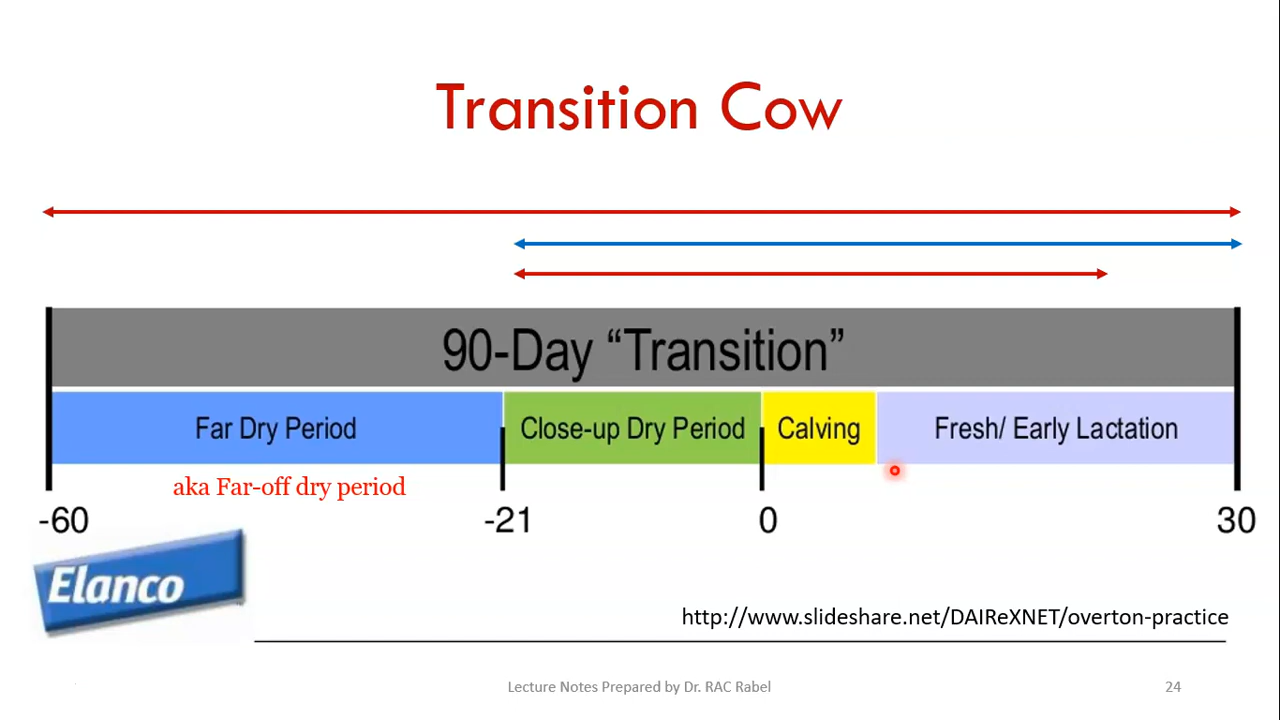 Transition Cow
90-Day “Transition”
Far Dry Period
Close-up Dry Period
Calving
Fresh/ Early Lactation
aka Far-off dry period
-60
-21
0
30
Elanco
http://www.slideshare.net/DAIReXNET/overton-practice
Lecture Notes Prepared by Dr. RAC Rabel
24